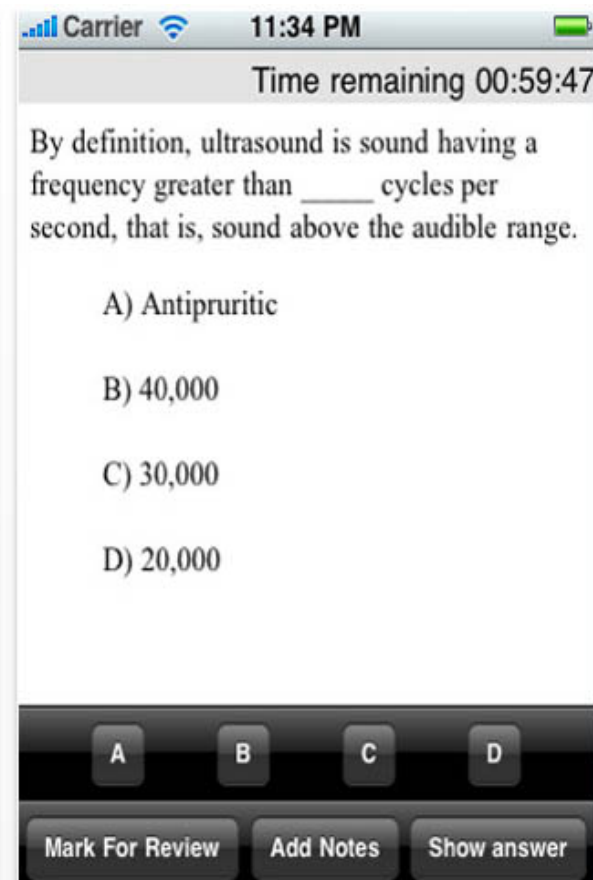 Carrier 11:34 PM
Time remaining 00:59:47
By definition, ultrasound is sound having a
frequency greater than _____ cycles per
second, that is, sound above the audible range.
A) Antipruritic
B) 40,000
C) 30,000
D) 20,000
A B C D
Mark For Review Add Notes Show answer